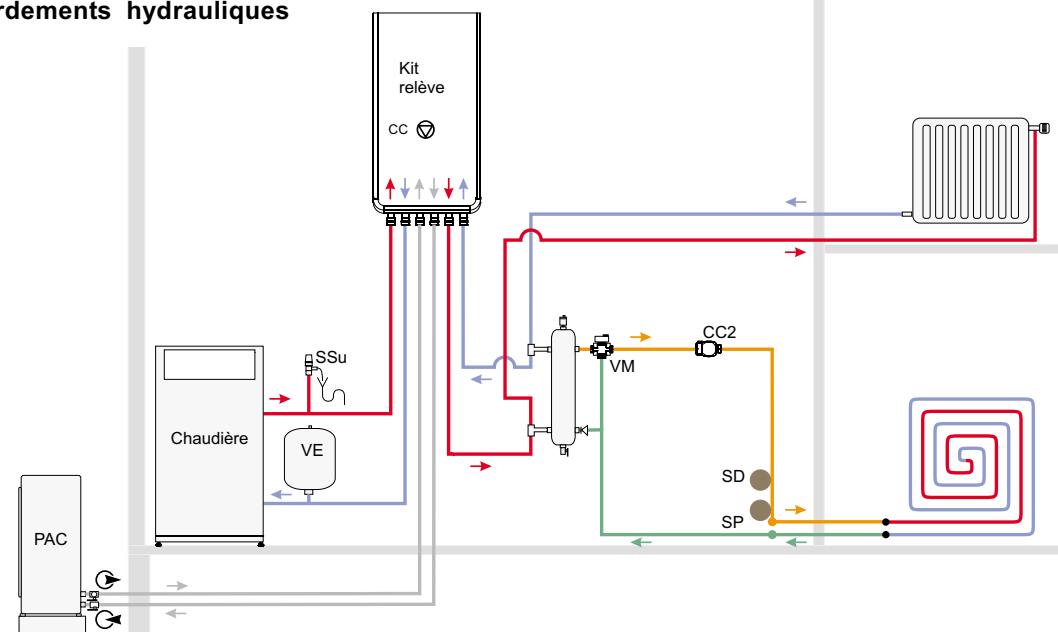 rdements hydrauliques
Kit
relève
CC
SSu
CC2
VM
Chaudière
VE
SD
SP
PAC